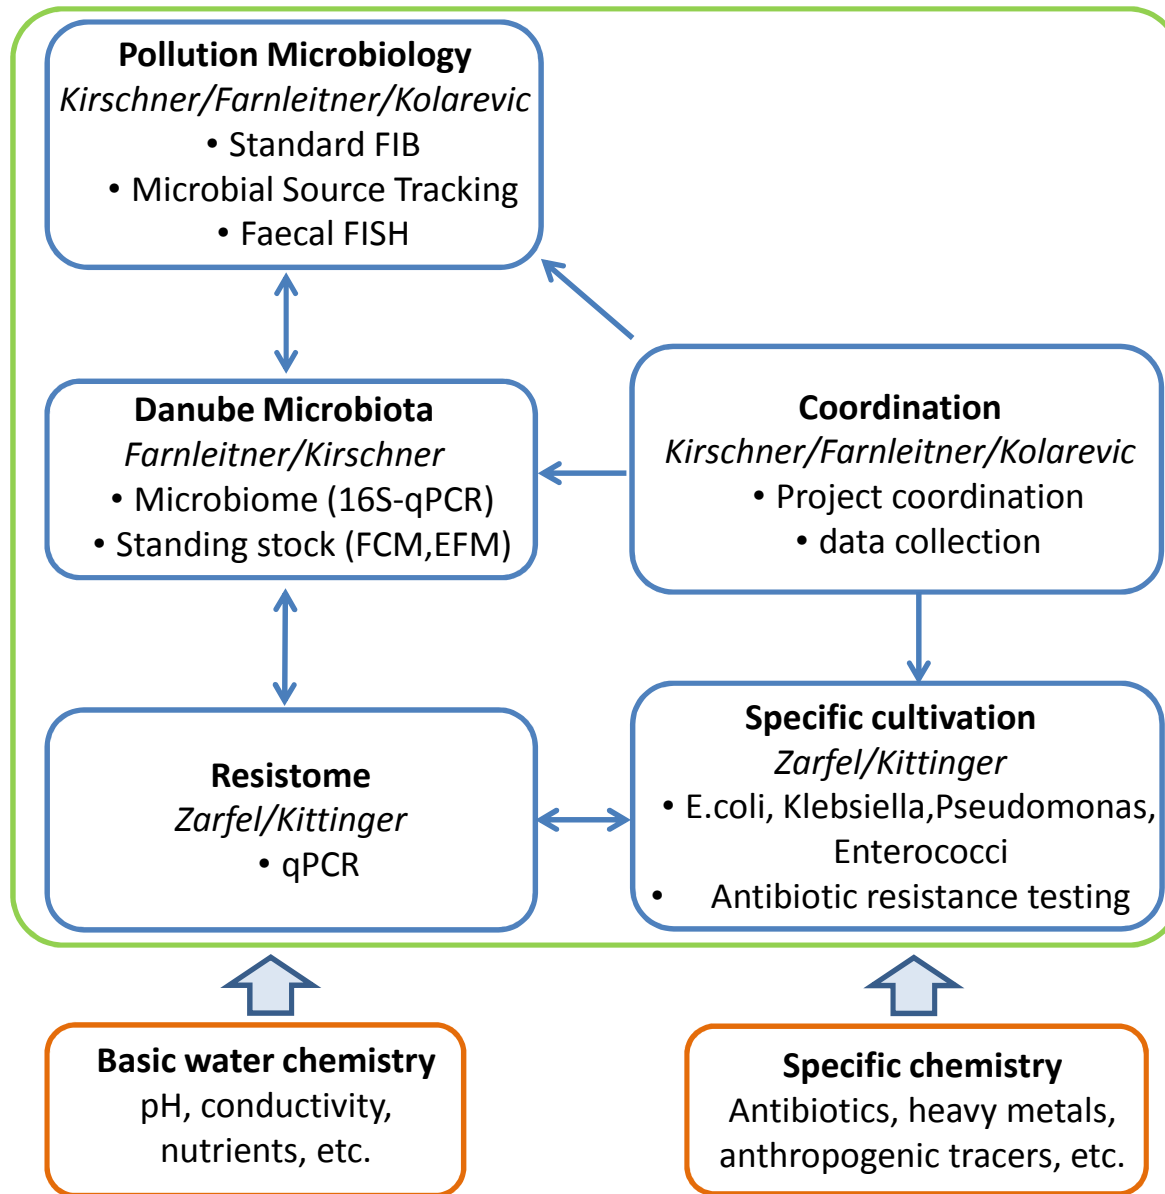 Pollution Microbiology
Kirschner/Farnleitner/Kolarevic
• Standard FIB
• Microbial Source Tracking
• Faecal FISH
Danube Microbiota
Farnleitner/Kirschner
• Microbiome (16S-qPCR)
• Standing stock (FCM,EFM)
Coordination
Kirschner/Farnleitner/Kolarevic
• Project coordination
• data collection
Resistome
Zarfel/Kittinger
• qPCR
Specific cultivation
Zarfel/Kittinger
• E.coli, Klebsiella,Pseudomonas,
Enterococci
• Antibiotic resistance testing
Basic water chemistry
pH, conductivity,
nutrients, etc.
Specific chemistry
Antibiotics, heavy metals,
anthropogenic tracers, etc.